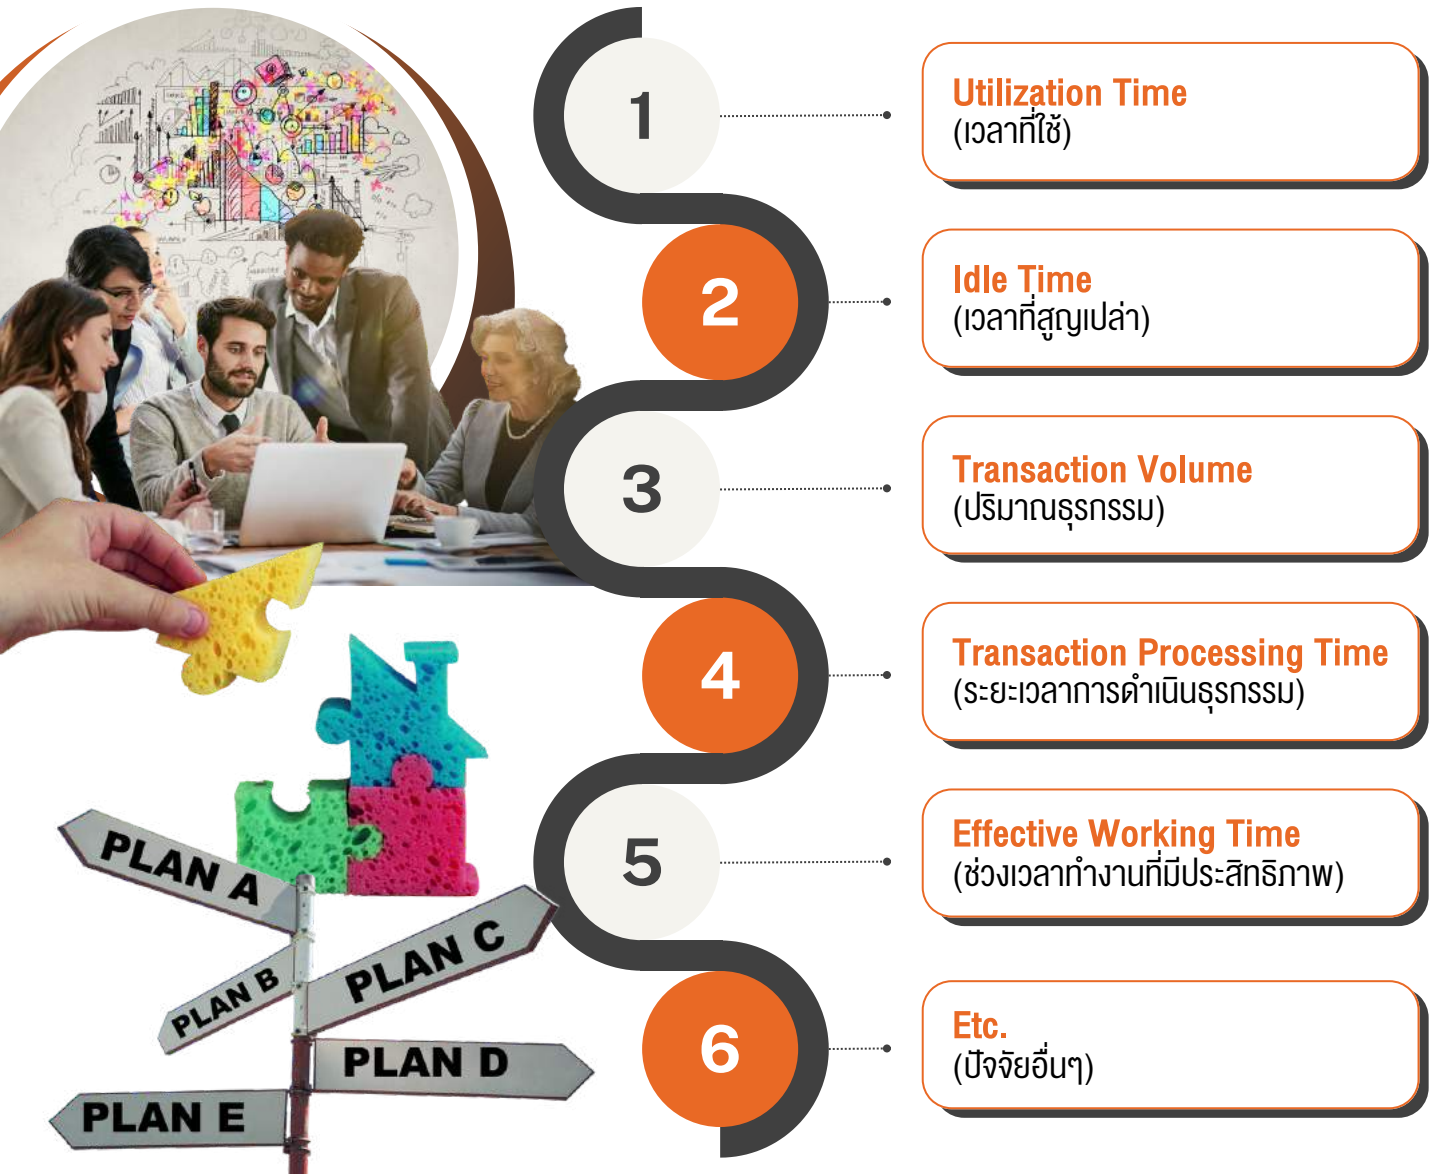 1
Utilization Time
(เวลาที่ใช้)
2
Idle Time
(เวลาที่สูญเปล่า)
3
Transaction Volume
(ปริมาณธุรกรรม)
4
Transaction Processing Time
(ระยะเวลาการดำเนินธุรกรรม)
5
Effective Working Time
(ช่วงเวลาทำงานที่มีประสิทธิภาพ)
6
Etc.
(ปัจจัยอื่นๆ)
PLAN A
PLAN B
PLAN C
PLAN D
PLAN E